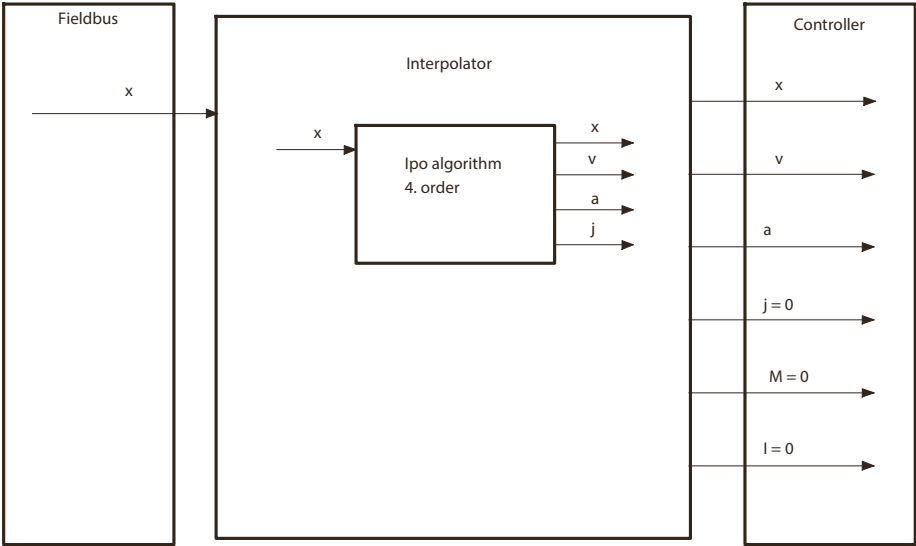 Fieldbus
x
Interpolator
x
Ipo algorithm
4. order
x
v
a
j
Controller
x
v
a
j = 0
M = 0
I = 0